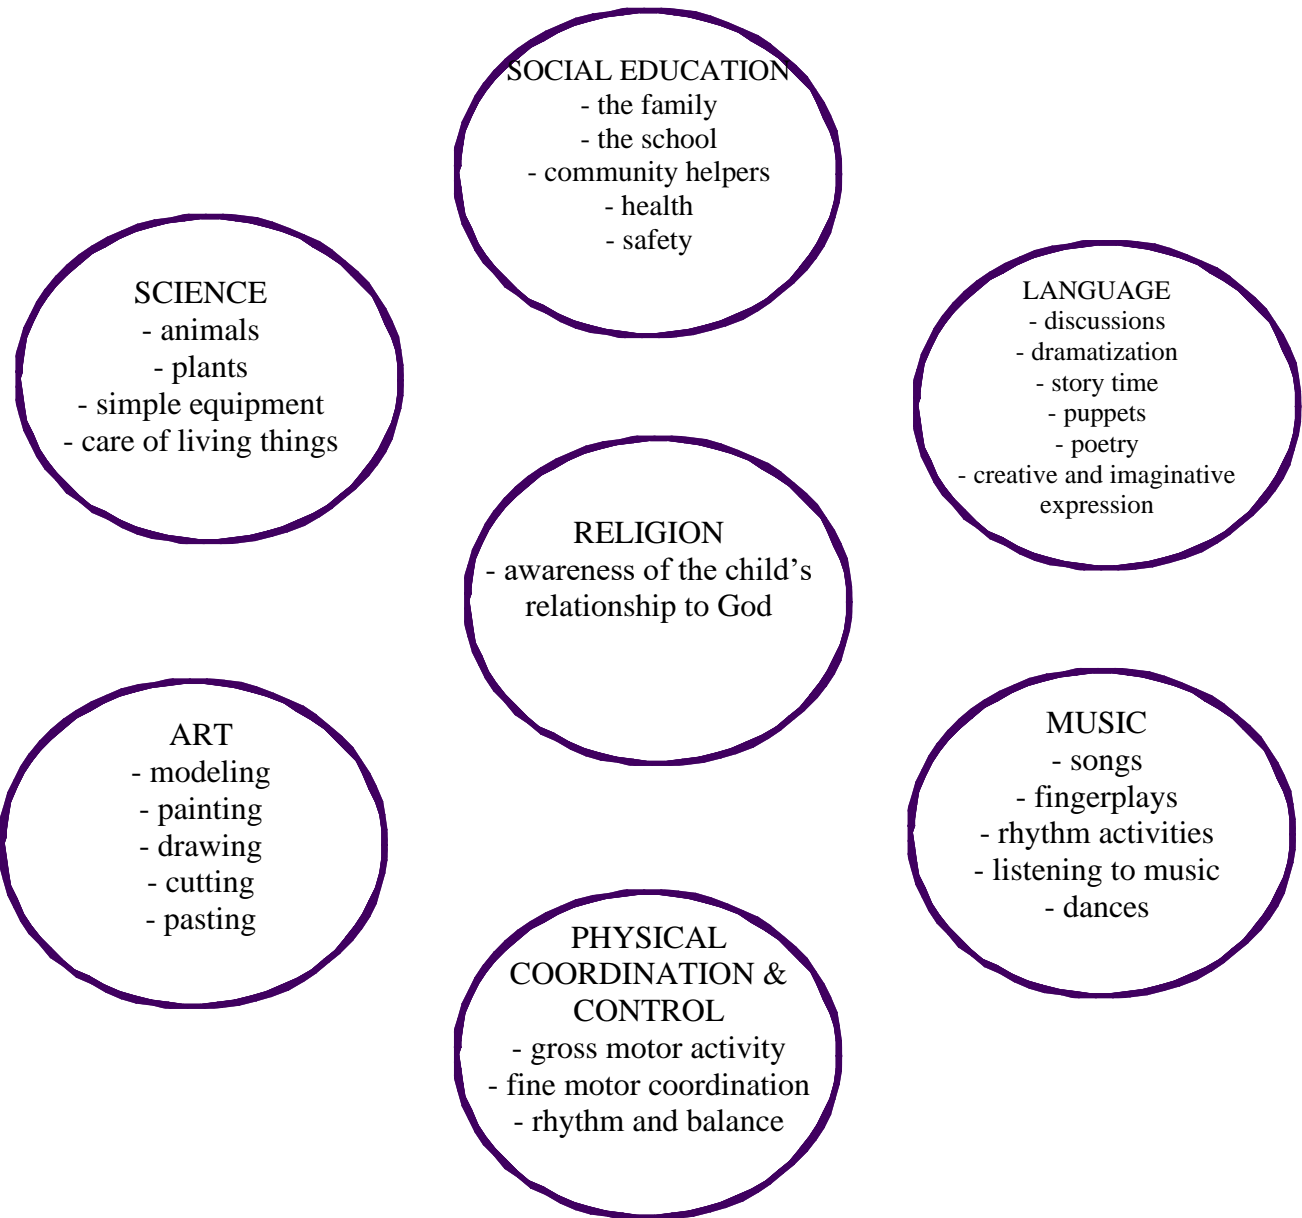 SOCIAL EDUCATION
- the family
- the school
- community helpers
- health
- safety
SCIENCE
- animals
- plants
- simple equipment
- care of living things
LANGUAGE
- discussions
- dramatization
- story time
- puppets
- poetry
- creative and imaginative
expression
RELIGION
- awareness of the child’s
relationship to God
ART
- modeling
- painting
- drawing
- cutting
- pasting
MUSIC
- songs
- fingerplays
- rhythm activities
- listening to music
- dances
PHYSICAL
COORDINATION &
CONTROL
- gross motor activity
- fine motor coordination
- rhythm and balance